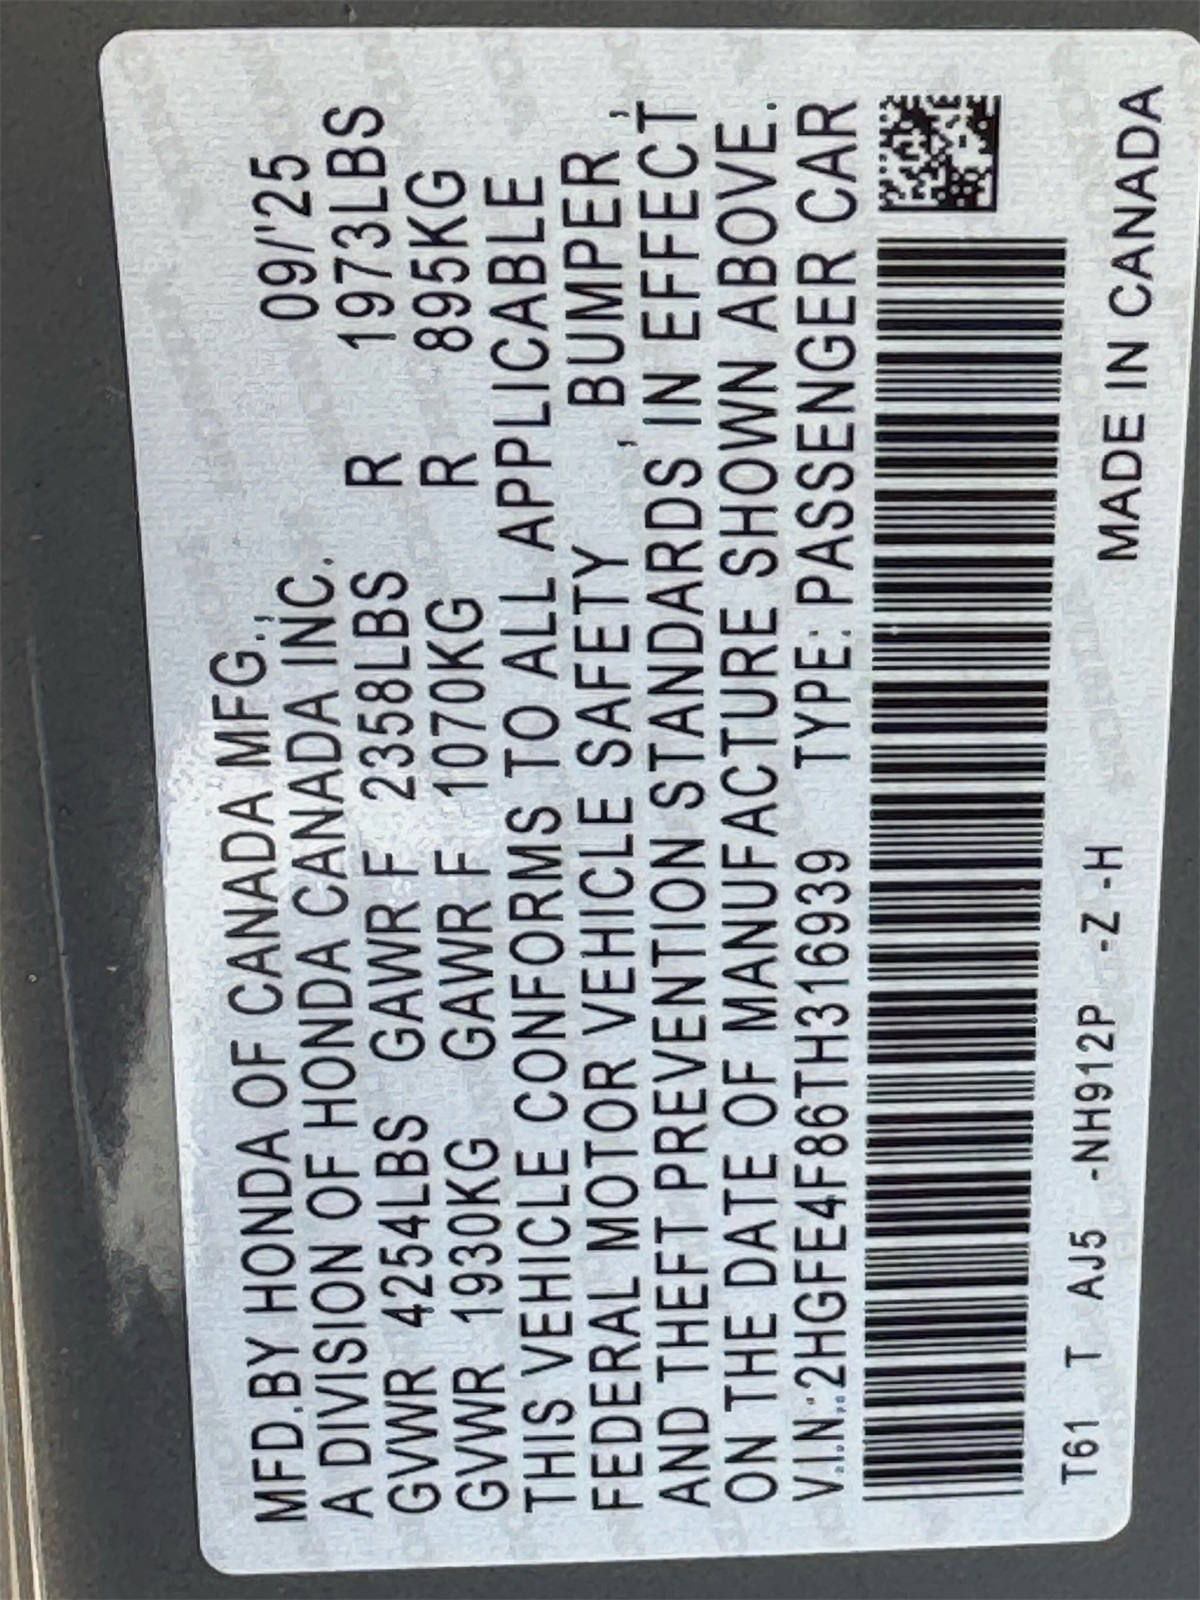 MFD.BY HONDA OF CANADA MFG.,
A DIVISION OF HONDA CANADA INC. 09/'25
GVWR 4254LBS GAWR F 2358LBS R 1973LBS
GVWR 1930KG GAWR F 1070KG R 895KG
THIS VEHICLE CONFORMS TO ALL APPLICABLE
FEDERAL MOTOR VEHICLE SAFETY , BUMPER ,
AND THEFT PREVENTION STANDARDS IN EFFECT
ON THE DATE OF MANUFACTURE SHOWN ABOVE.
V.I.N.:2HGFE4F86TH316939 TYPE: PASSENGER CAR
T61 T AJ5 -NH912P -Z -H MADE IN CANADA